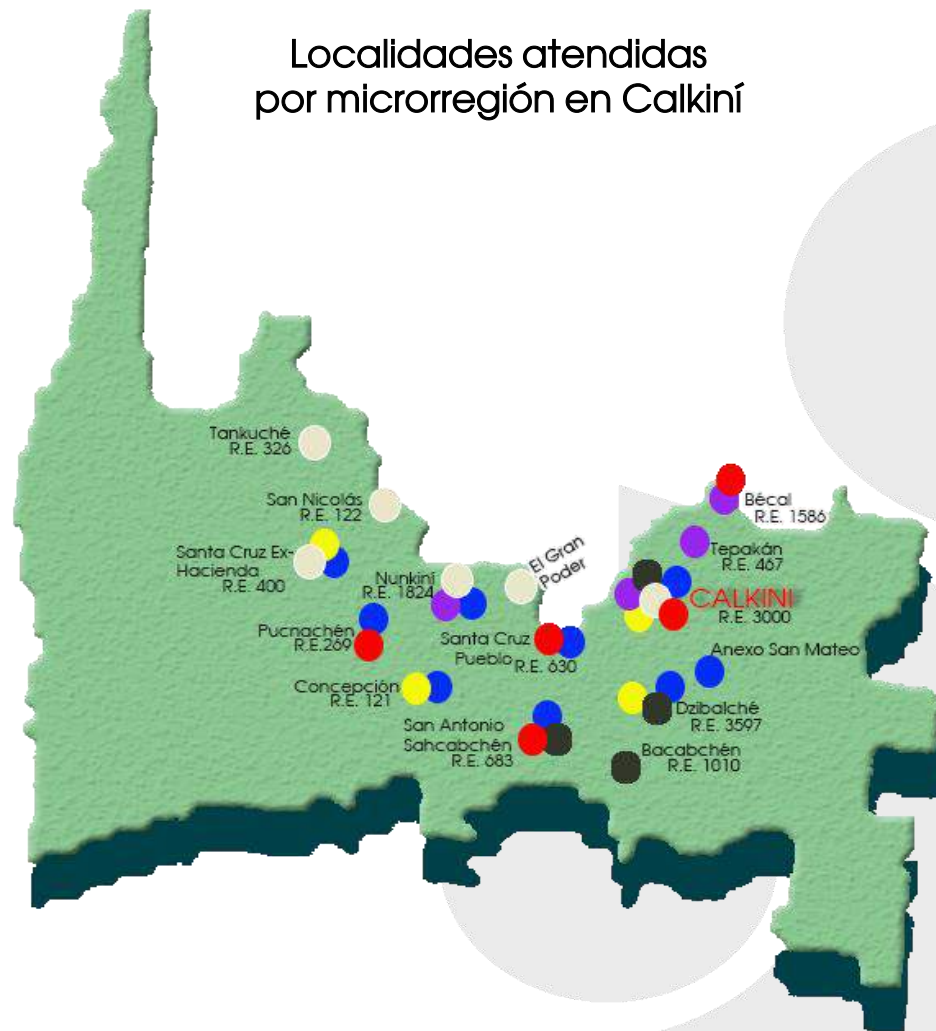 Localidades atendidas
por microrregión en Calkiní
Tankuché
R.E. 326
San Nicolás
R.E. 122
Santa Cruz Ex-
Hacienda
R.E. 400
Nunkiní
R.E. 1824
El Gran
Poder
Bécal
R.E. 1586
Tepakán
R.E. 467
CALKINI
R.E. 3000
Pucnachén
R.E.269
Santa Cruz
Pueblo R.E. 630
Anexo San Mateo
Concepción
R.E. 121
San Antonio
Sahcabchén
R.E. 683
Dzibalché
R.E. 3597
Bacabchén
R.E. 1010